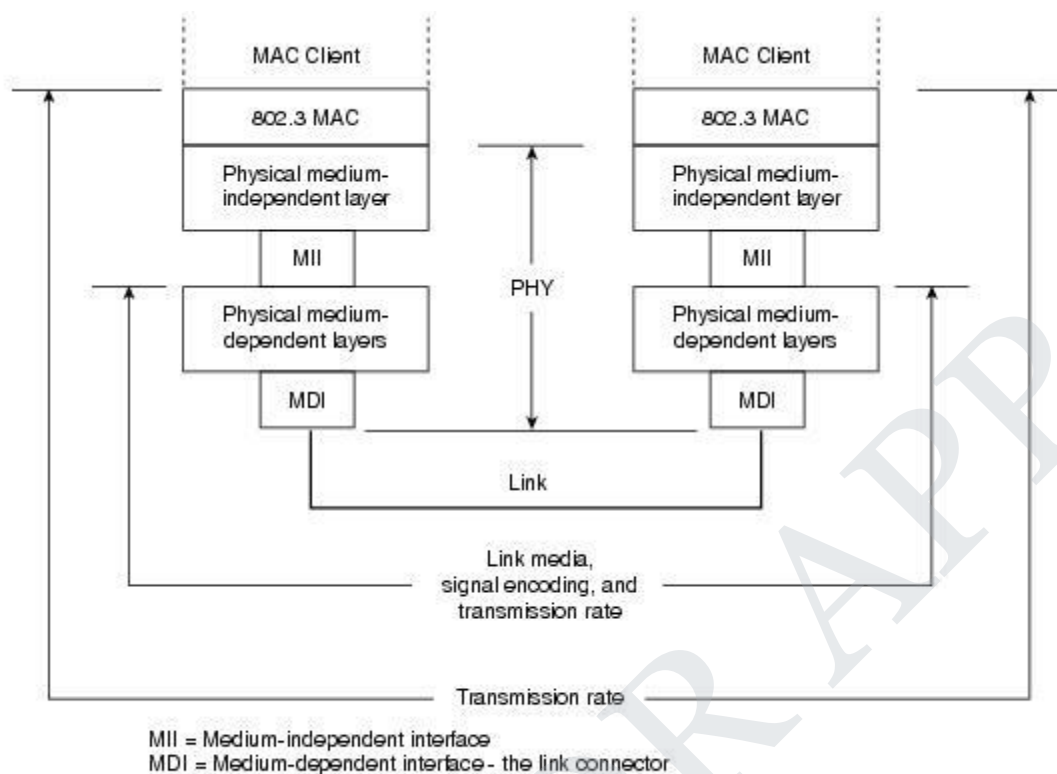 MAC Client
MAC Client
802.3 MAC
802.3 MAC
Physical medium-
independent layer
Physical medium-
independent layer
MII
MII
PHY
Physical medium-
dependent layers
Physical medium-
dependent layers
MDI
MDI
Link
Link media,
signal encoding, and
transmission rate
Transmission rate
MII = Medium-independent interface
MDI = Medium-dependent interface - the link connector
R APP